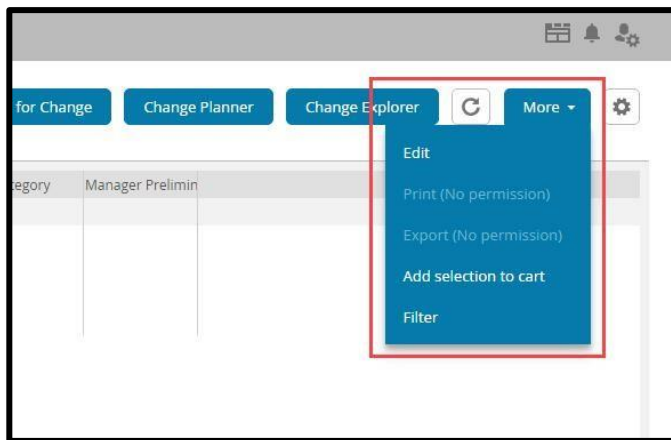 for Change
Change Planner
Change Explorer
More
Edit
Manager Prelimin
Print (No permission)
Export (No permission)
Add selection to cart
Filter